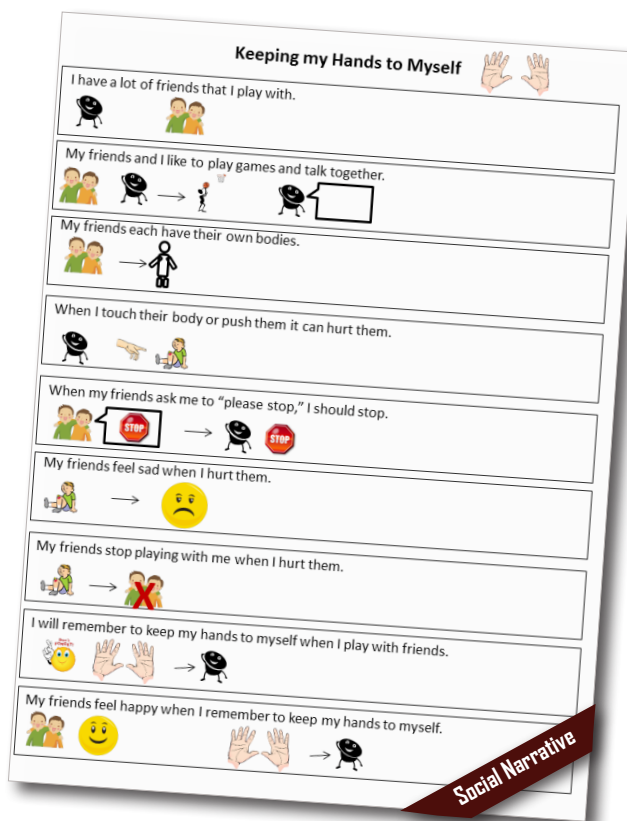 Keeping my Hands to Myself
I have a lot of friends that I play with.
My friends and I like to play games and talk together.
My friends each have their own bodies.
When I touch their body or push them it can hurt them.
When my friends ask me to “please stop,” I should stop.
STOP
STOP
My friends feel sad when I hurt them.
My friends stop playing with me when I hurt them.
I will remember to keep my hands to myself when I play with friends.
My friends feel happy when I remember to keep my hands to myself.
Social Narrative